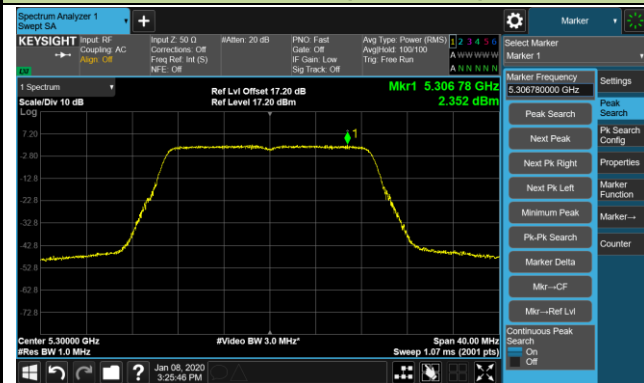 Spectrum Analyzer 1
Swept SA
Marker
KEYSIGHT
Input: RF
Coupling: AC
Align: Off
Input Z: 50 Ω
Corrections: Off
Freq Ref: Int (S)
NFE: Off
#Atten: 20 dB
PNO: Fast
Gate: Off
IF Gain: Low
Sig Track: Off
Avg Type: Power (RMS)
Avg|Hold: 100/100
Trig: Free Run
1 2 3 4 5 6
A W W W W W
A N N N N N
Select Marker
Marker 1
1 Spectrum
Scale/Div 10 dB
Log
Ref Lvl Offset 17.20 dB
Ref Level 17.20 dBm
Mkr1 5.306 78 GHz
2.352 dBm
7.20
-2.80
-12.8
-22.8
-32.8
-42.8
-52.8
-62.8
-72.8
1
Center 5.30000 GHz
#Res BW 1.0 MHz
#Video BW 3.0 MHz*
Span 40.00 MHz
Sweep 1.07 ms (2001 pts)
Marker Frequency
5.306780000 GHz
Peak Search
Next Peak
Next Pk Right
Next Pk Left
Minimum Peak
Pk-Pk Search
Marker Delta
Mkr→CF
Mkr→Ref Lvl
Continuous Peak
Search
On
Off
Settings
Peak
Search
Pk Search
Config
Properties
Marker
Function
Marker→
Counter
Jan 08, 2020
3:25:46 PM